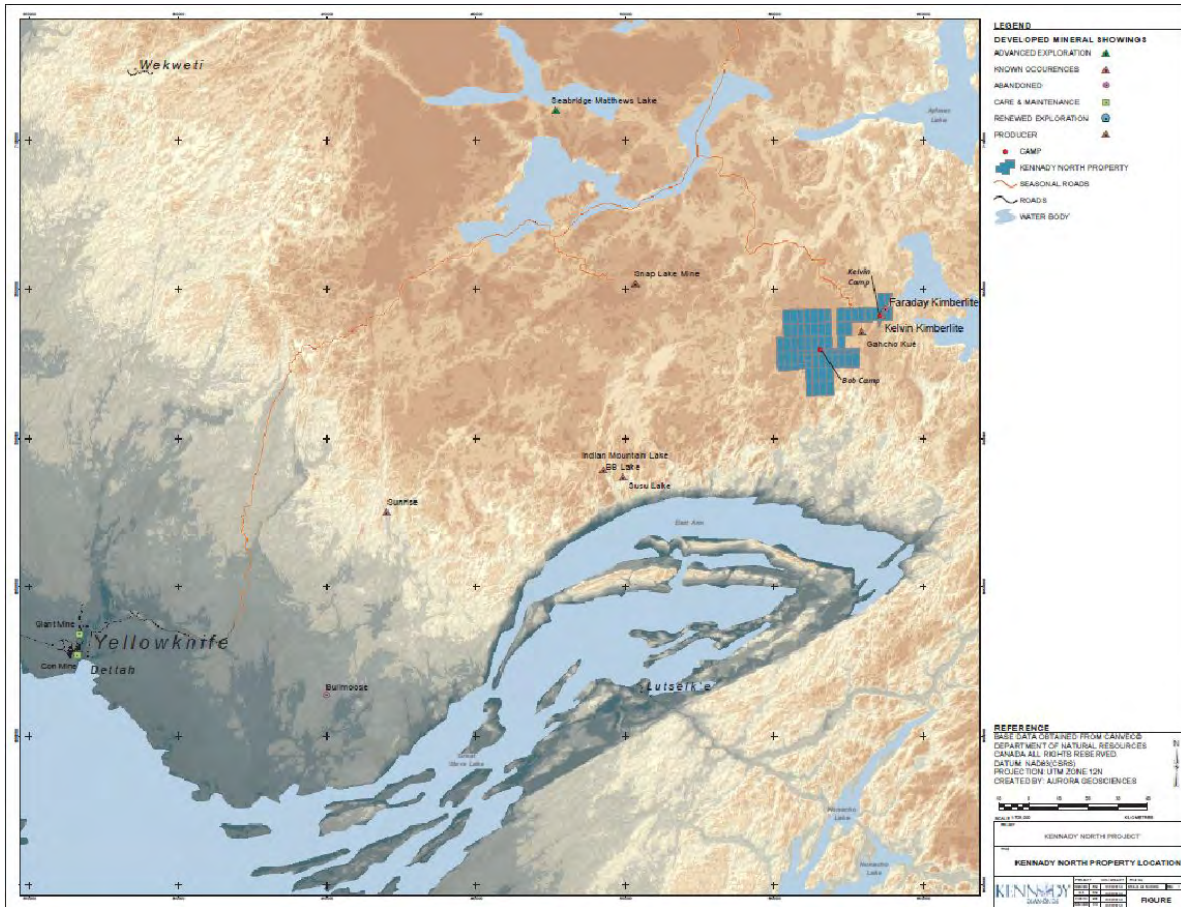 Wekweti
Seabridge Matthews Lake
Aylmer
Lake
Snap Lake Mine
Kelvin
Camp
Faraday Kimberlite
Kelvin Kimberlite
Gahcho Kue
Bob Camp
Indian Mountain Lake
BB Lake
Susu Lake
Sunrise
East Arm
Giant Mine
Yellowknife
Con Mine
Dettah
Bullmoose
Lutselk'e'
Great
Slave Lake
Lake
Lake
LEGEND
DEVELOPED MINERAL SHOWINGS
ADVANCED EXPLORATION
KNOWN OCCURENCES
ABANDONED
CARE & MAINTENANCE
RENEWED EXPLORATION
PRODUCER
CAMP
KENNADY NORTH PROPERTY
SEASONAL ROADS
ROADS
WATER BODY
REFERENCE
BASE DATA OBTAINED FROM CANVEC©
DEPARTMENT OF NATURAL RESOURCES
CANADA ALL RIGHTS RESERVED.
DATUM: NAD83(CSRS)
PROJECTION: UTM ZONE 12N
CREATED BY: AURORA GEOSCIENCES
SCALE
KILOMETRES
KENNADY NORTH PROJECT
KENNADY NORTH PROPERTY LOCATION
KENNADY
DIAMONDS
PROJECT
FIGURE